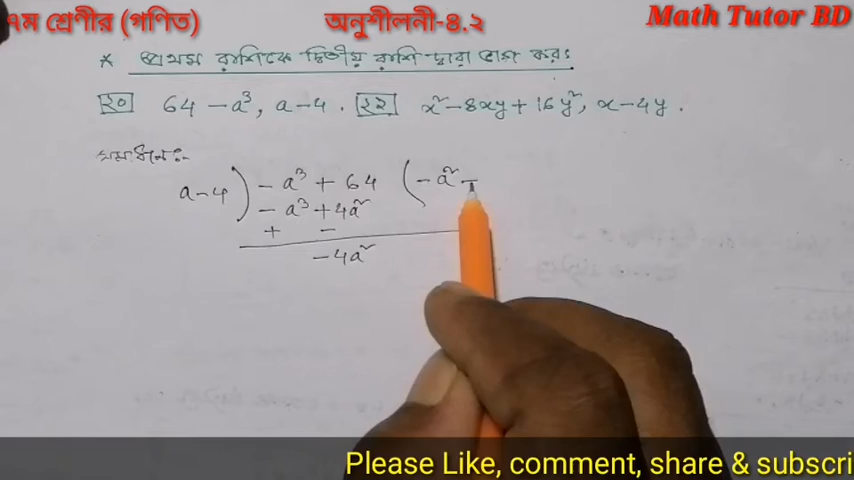 ৭ম শ্রেণীর (গণিত) অনুশীলনী-৪.২ Math Tutor BD
* প্রথম রাশিকে দ্বিতীয় রাশি দ্বারা ভাগ কর:
২০ 64 - a³, a - 4 . ২১ x² - 8xy + 16y², x - 4y .
সমাধান:-
a - 4 ) - a³ + 64 ( - a² -
- a³ + 4a²
+ -
- 4a²
Please Like, comment, share & subscri